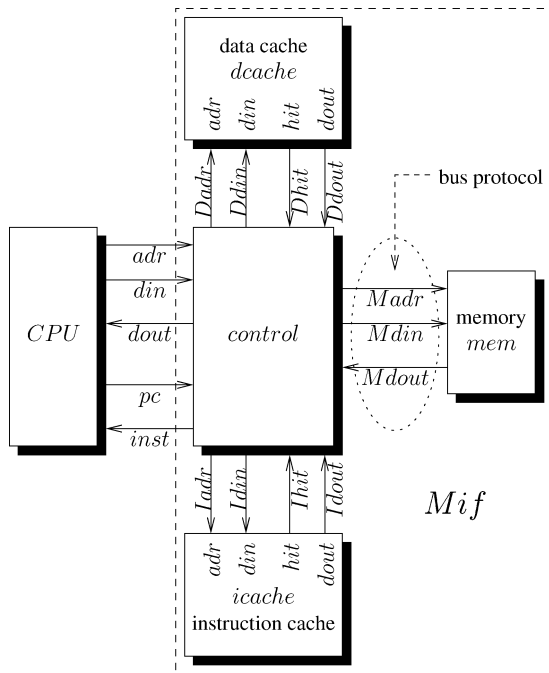 data cache
dcache
adr din hit dout
Dadr Ddin Dhit Ddout
bus protocol
CPU
adr
din
dout
pc
inst
control
Madr
Mdin
Mdout
memory
mem
Iadr Idin Ihit Idout
Mif
adr din hit dout
icache
instruction cache